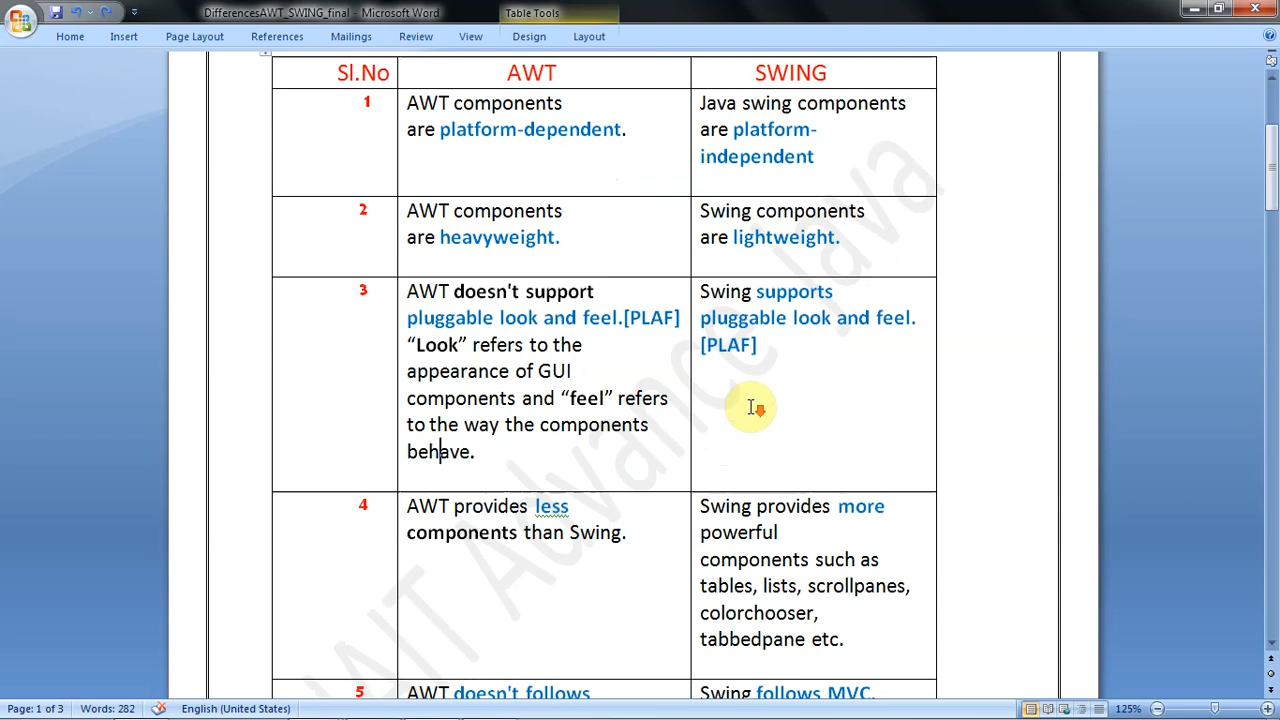 DifferencesAWT_SWING_final - Microsoft Word
Table Tools
Home Insert Page Layout References Mailings Review View Design Layout
Sl.No AWT SWING
1
AWT components
are platform-dependent.
Java swing components
are platform-
independent
2
AWT components
are heavyweight.
Swing components
are lightweight.
3
AWT doesn't support
pluggable look and feel.[PLAF]
“Look” refers to the
appearance of GUI
components and “feel” refers
to the way the components
behave.
Swing supports
pluggable look and feel.
[PLAF]
4
AWT provides less
components than Swing.
Swing provides more
powerful
components such as
tables, lists, scrollpanes,
colorchooser,
tabbedpane etc.
5
AWT doesn't follows
Swing follows MVC.
AIT Advance Java
Page: 1 of 3 Words: 282 English (United States) 125%